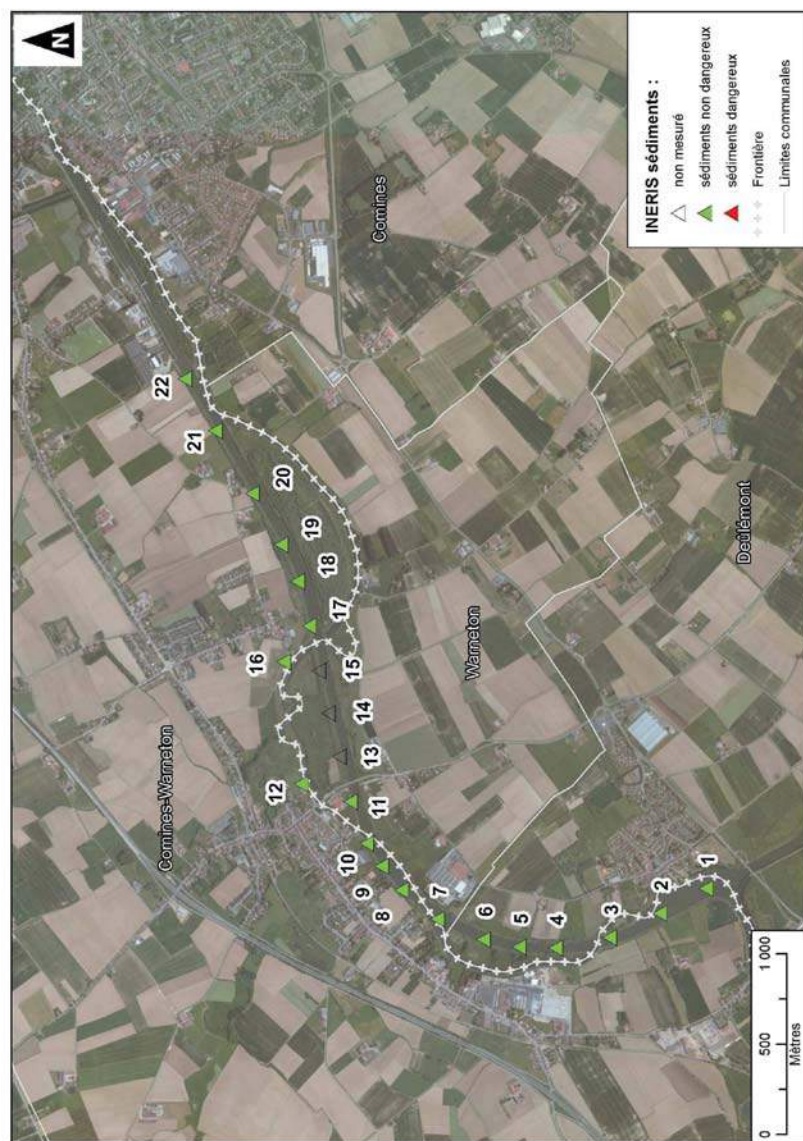 N
Comines-Warneton
Comines
Warneton
Deûlémont
22
21
20
19
18
17
16
15
14
13
12
11
10
9
8
7
6
5
4
3
2
1
INERIS sédiments :
non mesuré
sédiments non dangereux
sédiments dangereux
Frontière
Limites communales
0 500 1 000
Mètres